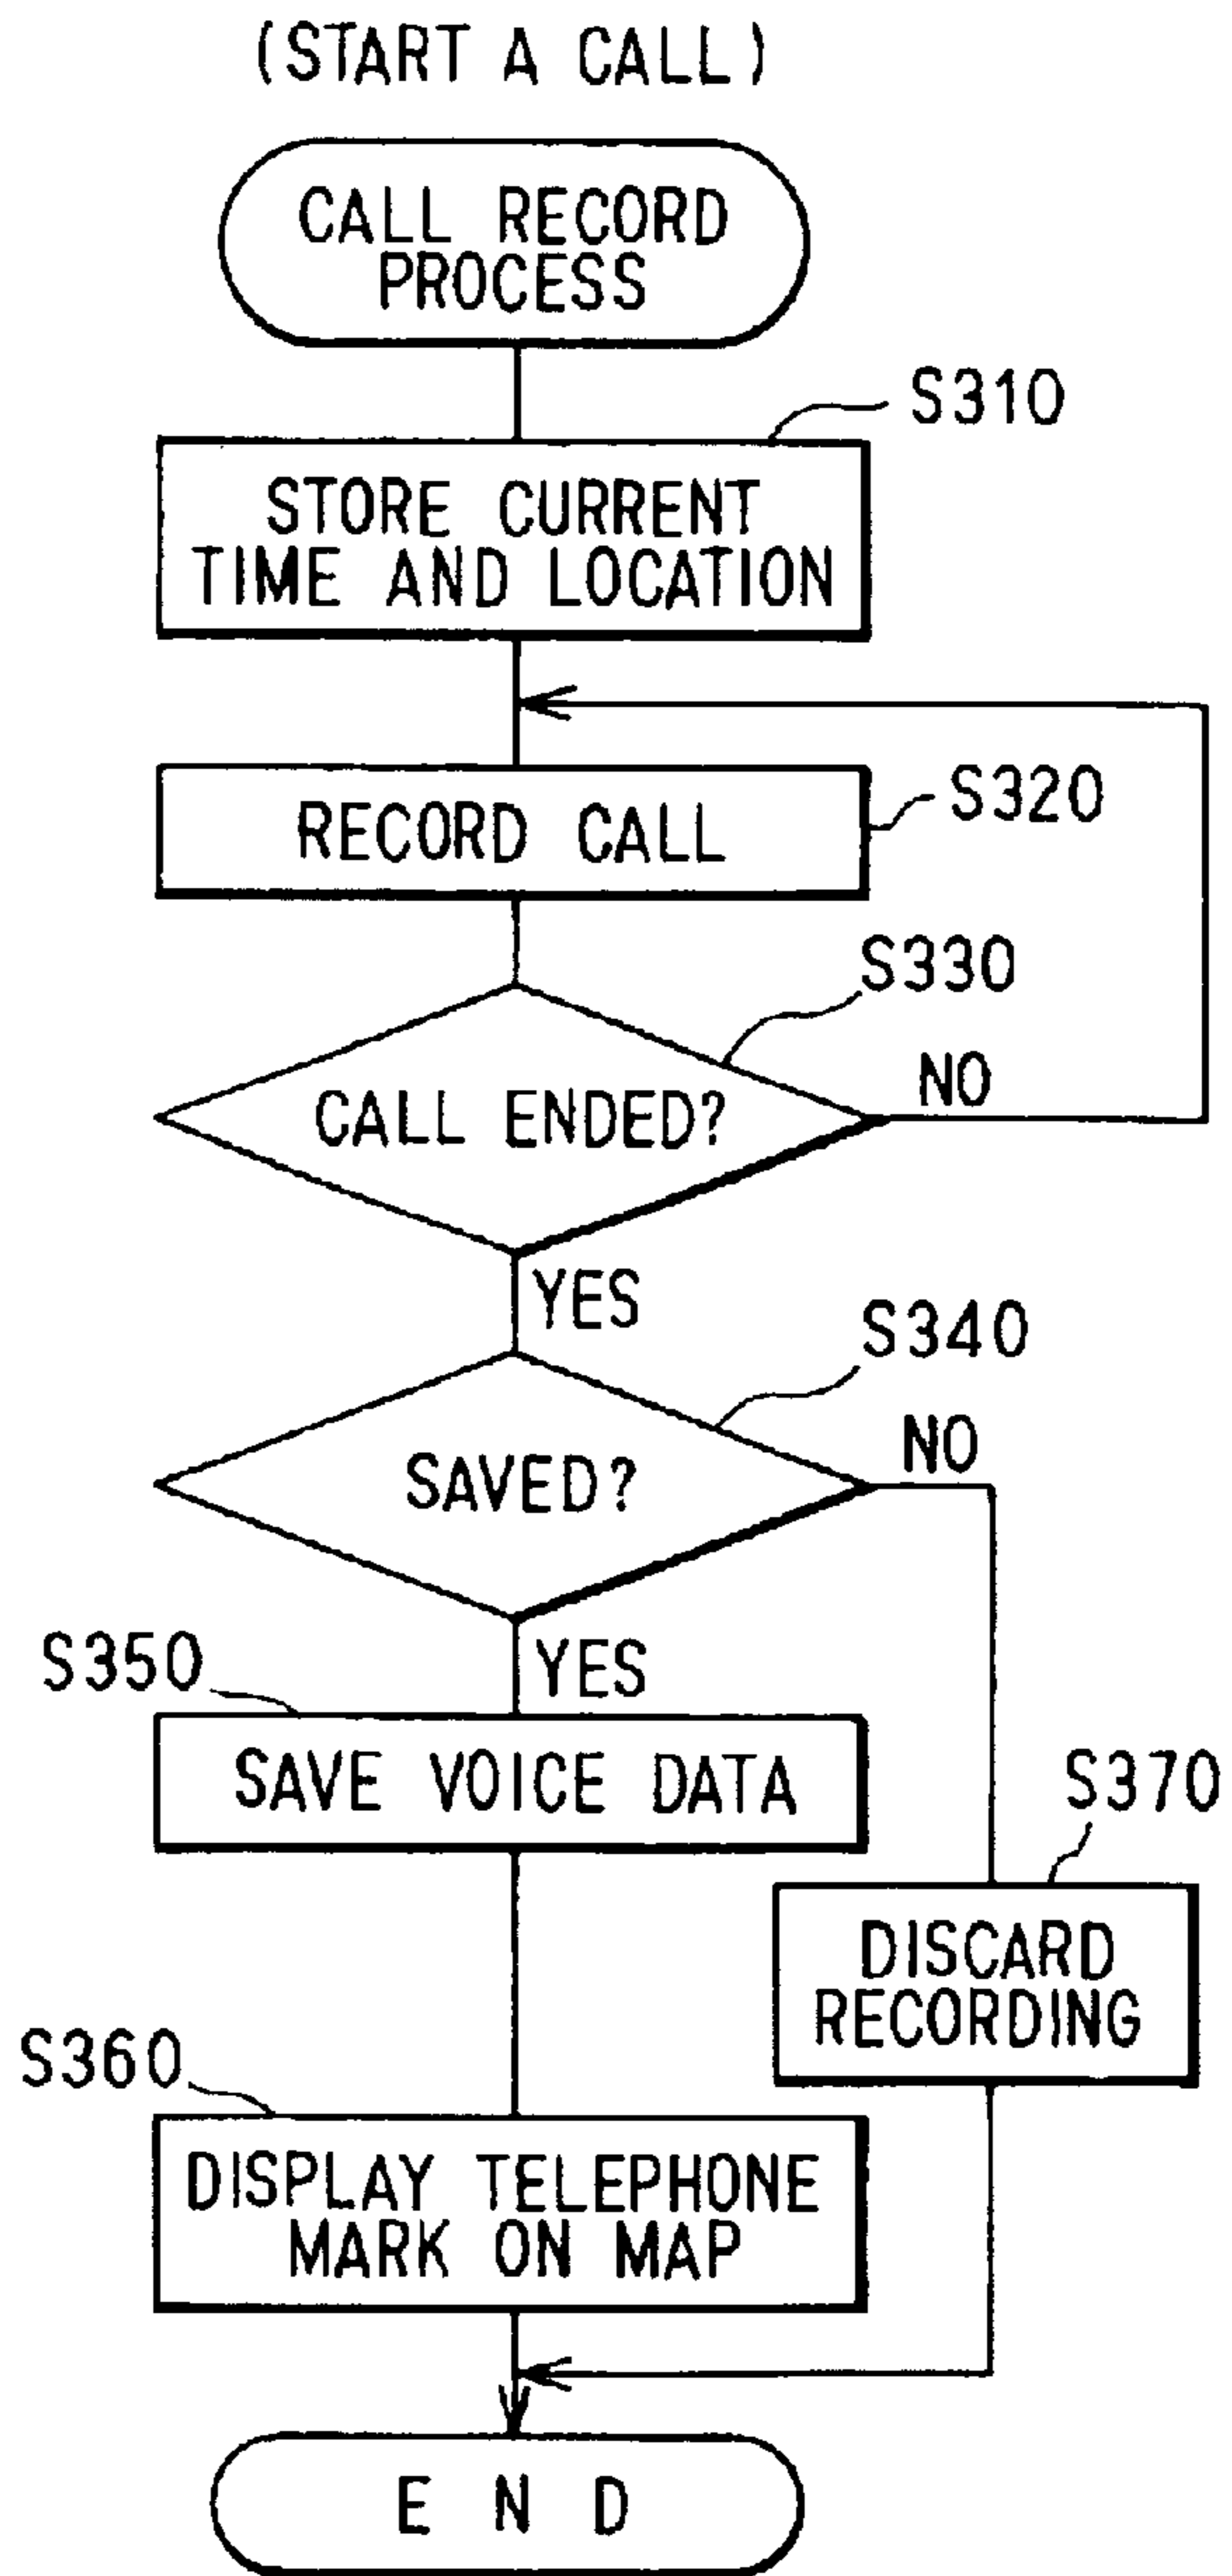 (START A CALL)
CALL RECORD
PROCESS
S310
STORE CURRENT
TIME AND LOCATION
RECORD CALL
S320
S330
CALL ENDED?
NO
YES
S340
SAVED?
NO
YES
S350
SAVE VOICE DATA
S370
DISCARD
RECORDING
S360
DISPLAY TELEPHONE
MARK ON MAP
END